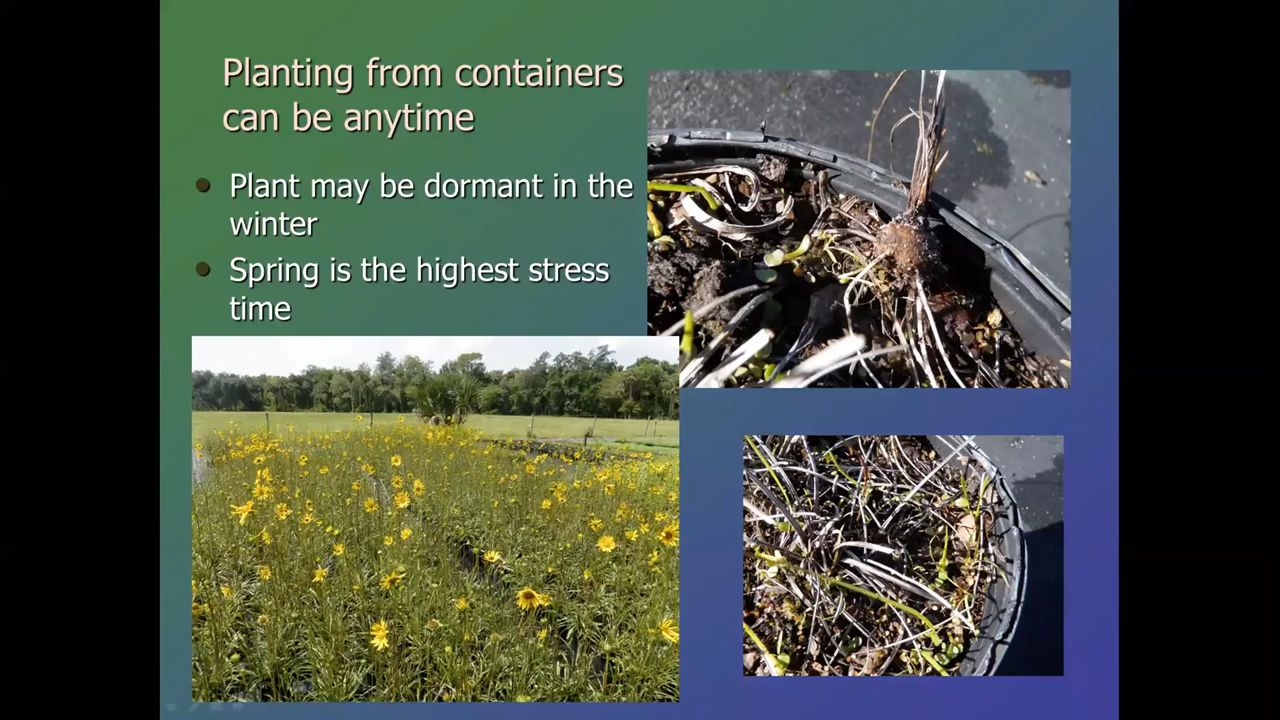 Planting from containers
can be anytime
Plant may be dormant in the
winter
Spring is the highest stress
time